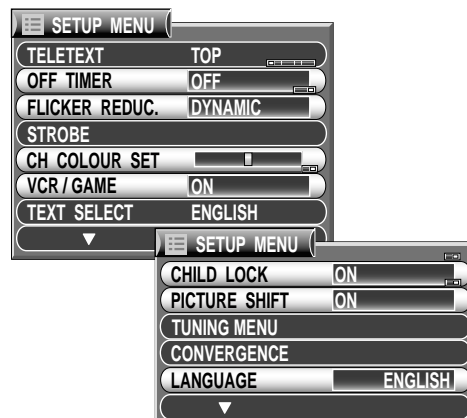 SETUP MENU
TELETEXT TOP
OFF TIMER OFF
FLICKER REDUC. DYNAMIC
STROBE
CH COLOUR SET
VCR / GAME ON
TEXT SELECT ENGLISH
SETUP MENU
CHILD LOCK ON
PICTURE SHIFT ON
TUNING MENU
CONVERGENCE
LANGUAGE ENGLISH